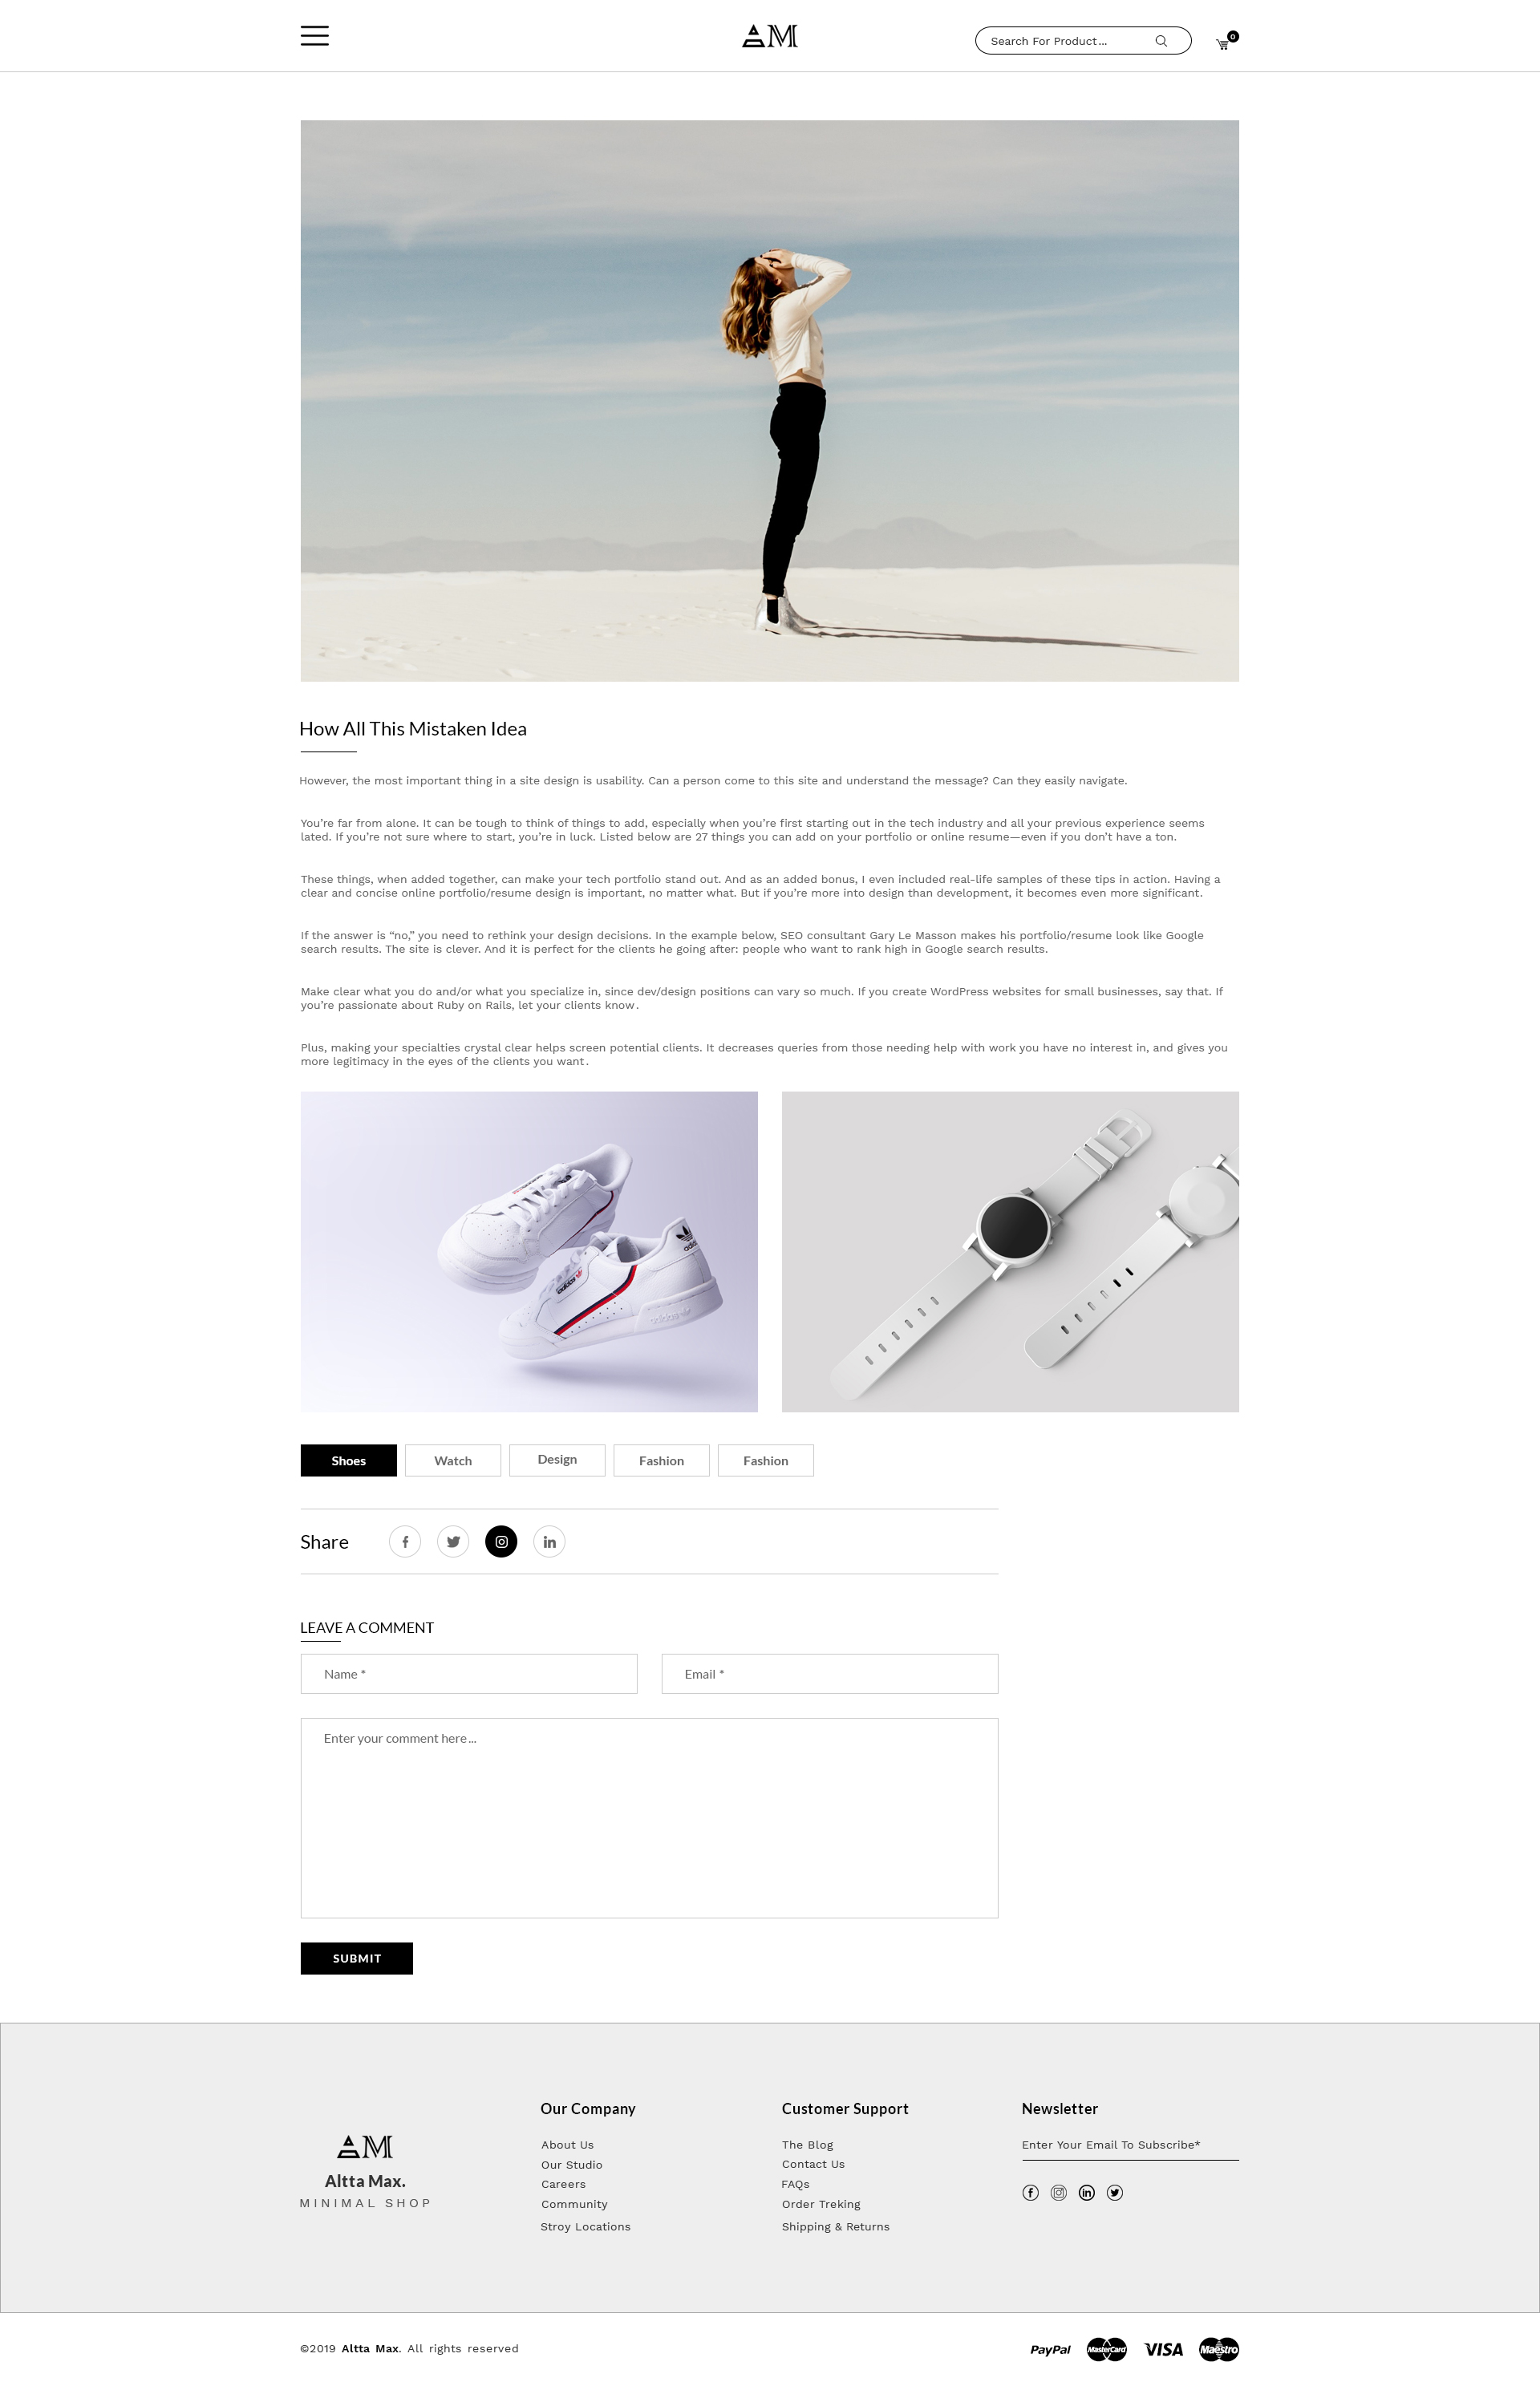 AM
Search For Product...
0
How All This Mistaken Idea
However, the most important thing in a site design is usability. Can a person come to this site and understand the message? Can they easily navigate.
You’re far from alone. It can be tough to think of things to add, especially when you’re first starting out in the tech industry and all your previous experience seems
lated. If you’re not sure where to start, you’re in luck. Listed below are 27 things you can add on your portfolio or online resume—even if you don’t have a ton.
These things, when added together, can make your tech portfolio stand out. And as an added bonus, I even included real-life samples of these tips in action. Having a
clear and concise online portfolio/resume design is important, no matter what. But if you’re more into design than development, it becomes even more significant.
If the answer is “no,” you need to rethink your design decisions. In the example below, SEO consultant Gary Le Masson makes his portfolio/resume look like Google
search results. The site is clever. And it is perfect for the clients he going after: people who want to rank high in Google search results.
Make clear what you do and/or what you specialize in, since dev/design positions can vary so much. If you create WordPress websites for small businesses, say that. If
you’re passionate about Ruby on Rails, let your clients know.
Plus, making your specialties crystal clear helps screen potential clients. It decreases queries from those needing help with work you have no interest in, and gives you
more legitimacy in the eyes of the clients you want.
adidas
adidas
Shoes
Watch
Design
Fashion
Fashion
Share
LEAVE A COMMENT
Name *
Email *
Enter your comment here...
SUBMIT
AM
Altta Max.
MINIMAL SHOP
Our Company
About Us
Our Studio
Careers
Community
Stroy Locations
Customer Support
The Blog
Contact Us
FAQs
Order Treking
Shipping & Returns
Newsletter
Enter Your Email To Subscribe*
©2019 Altta Max. All rights reserved
PayPal
MasterCard
VISA
Maestro